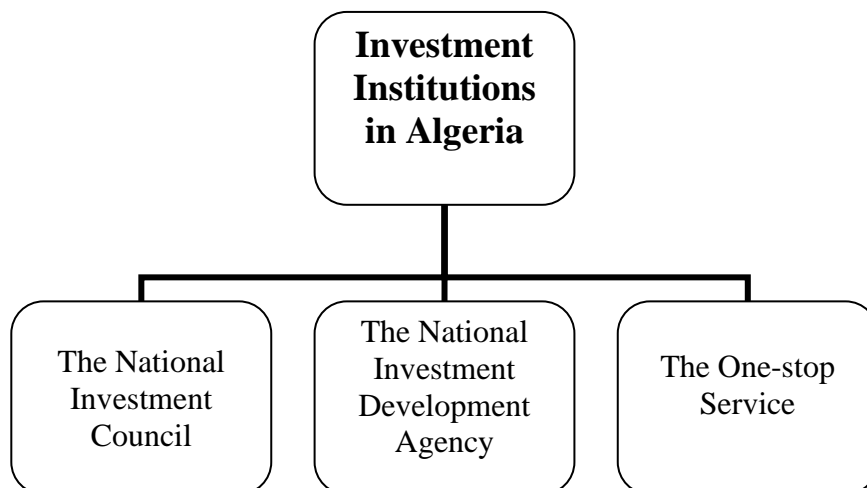 Investment
Institutions
in Algeria
The National
Investment
Council
The National
Investment
Development
Agency
The One-stop
Service